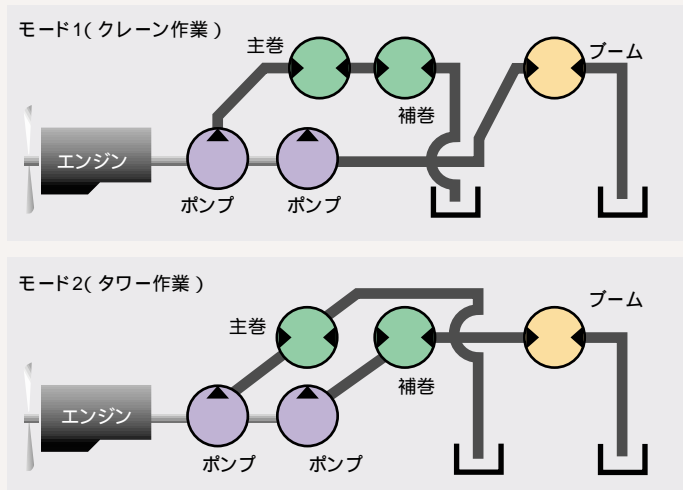 モード1(クレーン作業)
主巻
ブーム
補巻
エンジン
ポンプ
ポンプ
モード2(タワー作業)
ブーム
主巻
補巻
エンジン
ポンプ
ポンプ